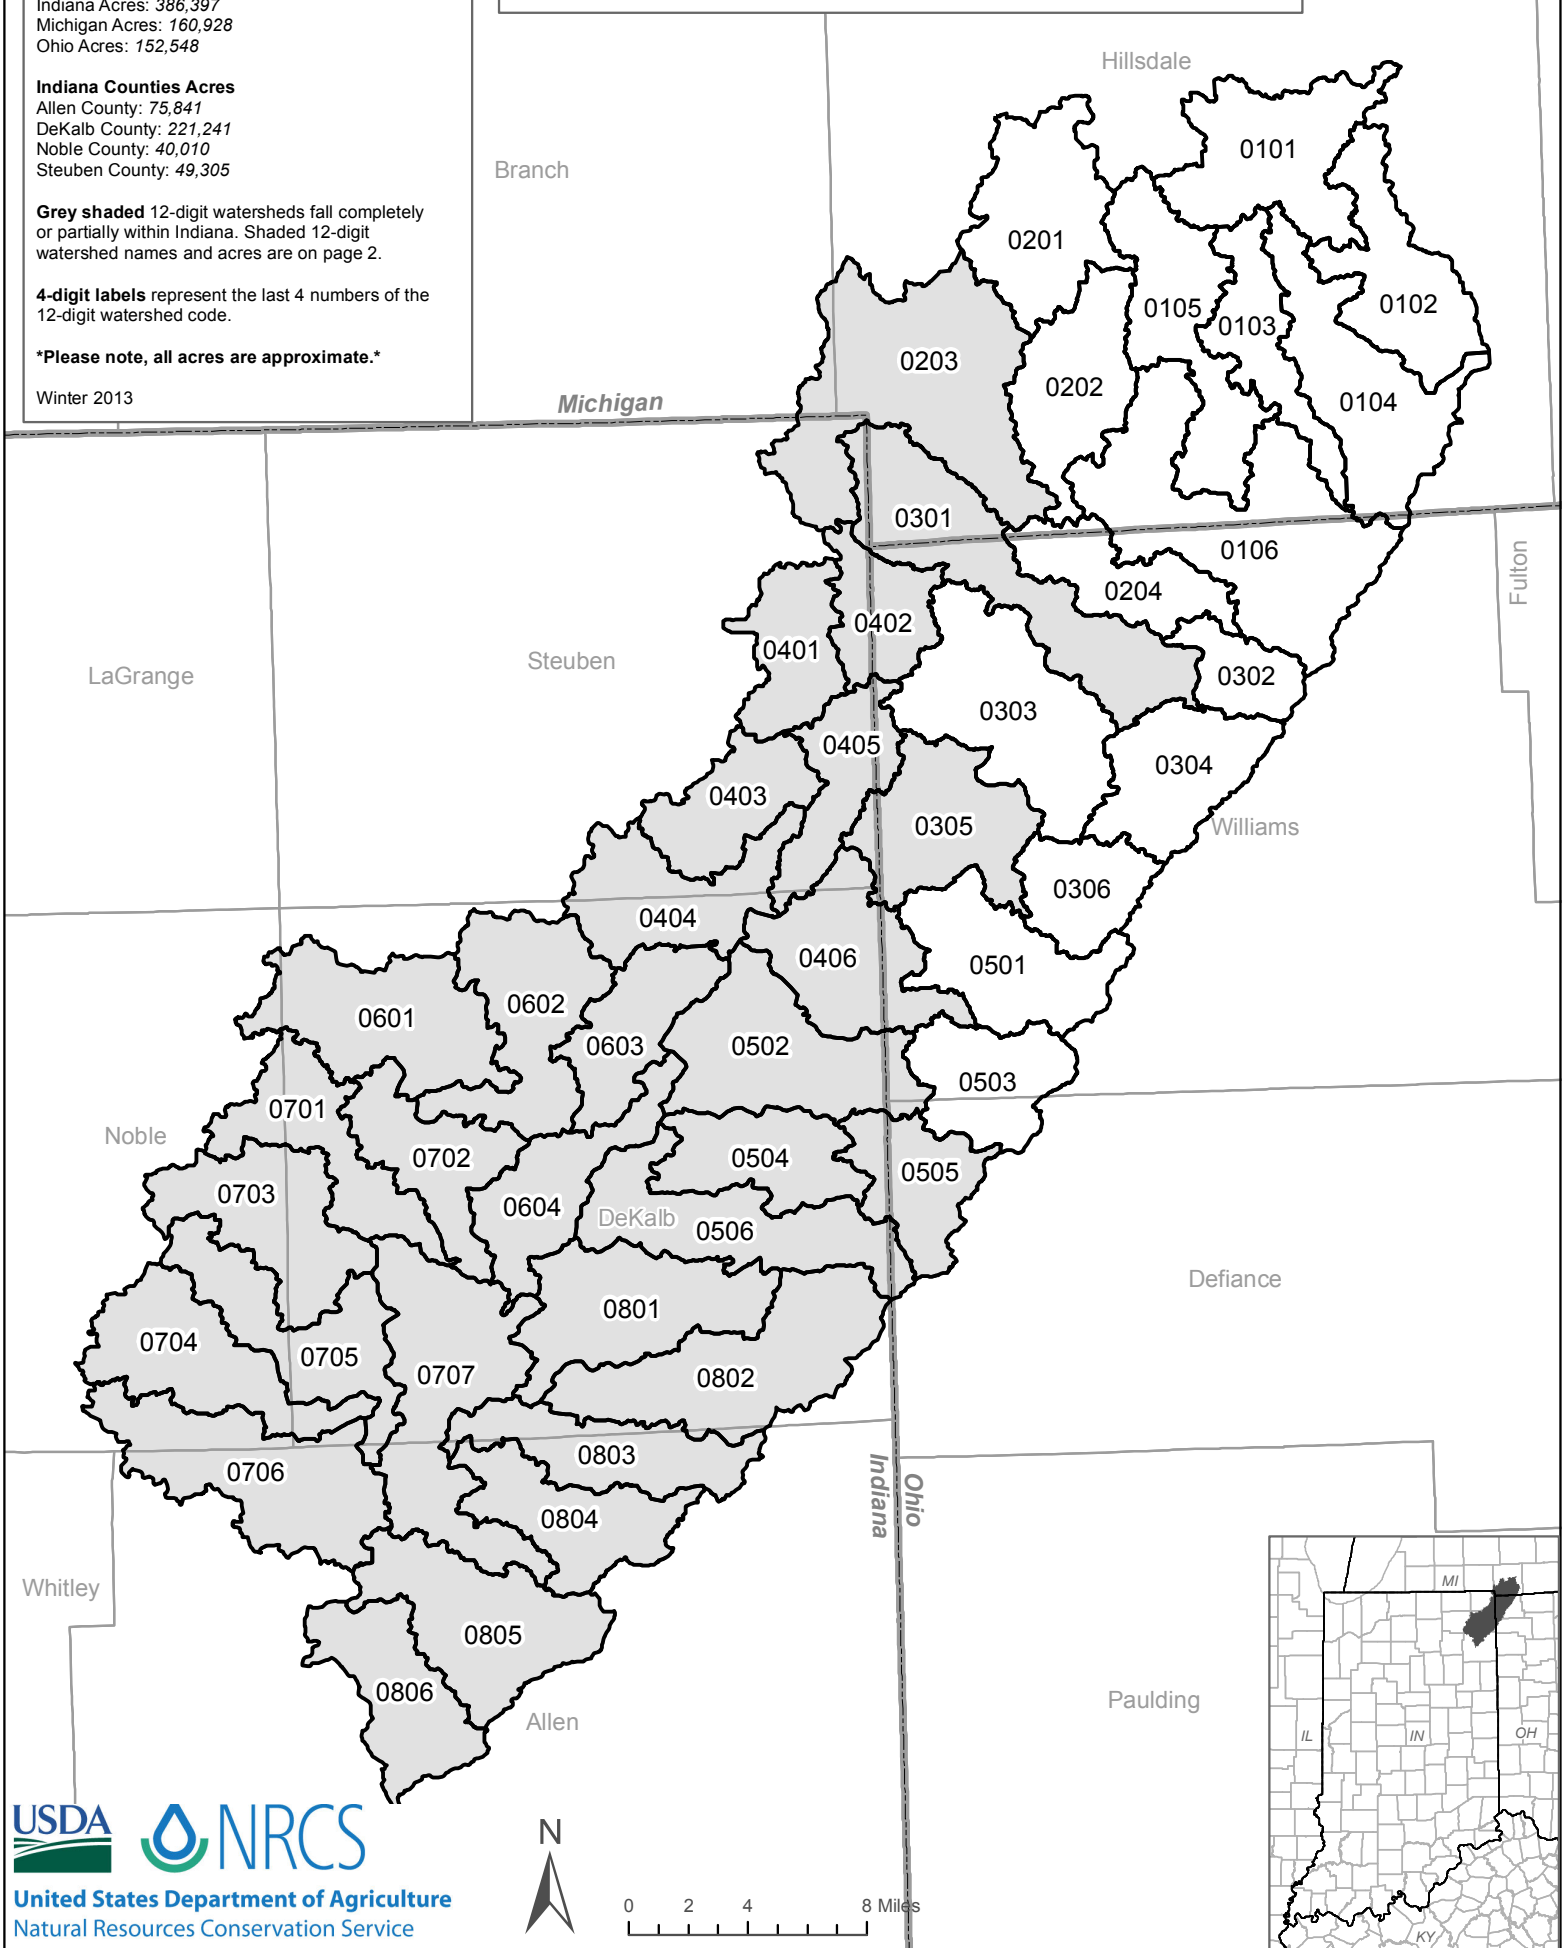 Indiana Acres: 386,397
Michigan Acres: 160,928
Ohio Acres: 152,548
Indiana Counties Acres
Allen County: 75,841
DeKalb County: 221,241
Noble County: 40,010
Steuben County: 49,305
Grey shaded 12-digit watersheds fall completely
or partially within Indiana. Shaded 12-digit
watershed names and acres are on page 2.
4-digit labels represent the last 4 numbers of the
12-digit watershed code.
*Please note, all acres are approximate.*
Winter 2013
Hillsdale
Branch
0101
0201
0102
0105
0103
0203
0202
0104
Michigan
0301
0106
Fulton
0204
0402
0401
Steuben
LaGrange
0302
0303
0405
0304
0403
0305
Williams
0306
0404
0406
0501
0602
0601
0603
0502
0503
0701
Noble
0702
0504
0505
0703
0604
DeKalb
0506
Defiance
0801
0704
0705
0707
0802
0803
0706
Indiana
Ohio
0804
Whitley
0805
0806
Allen
Paulding
MI
IL
IN
OH
KY
USDA
NRCS
United States Department of Agriculture
Natural Resources Conservation Service
N
0 2 4 8 Miles